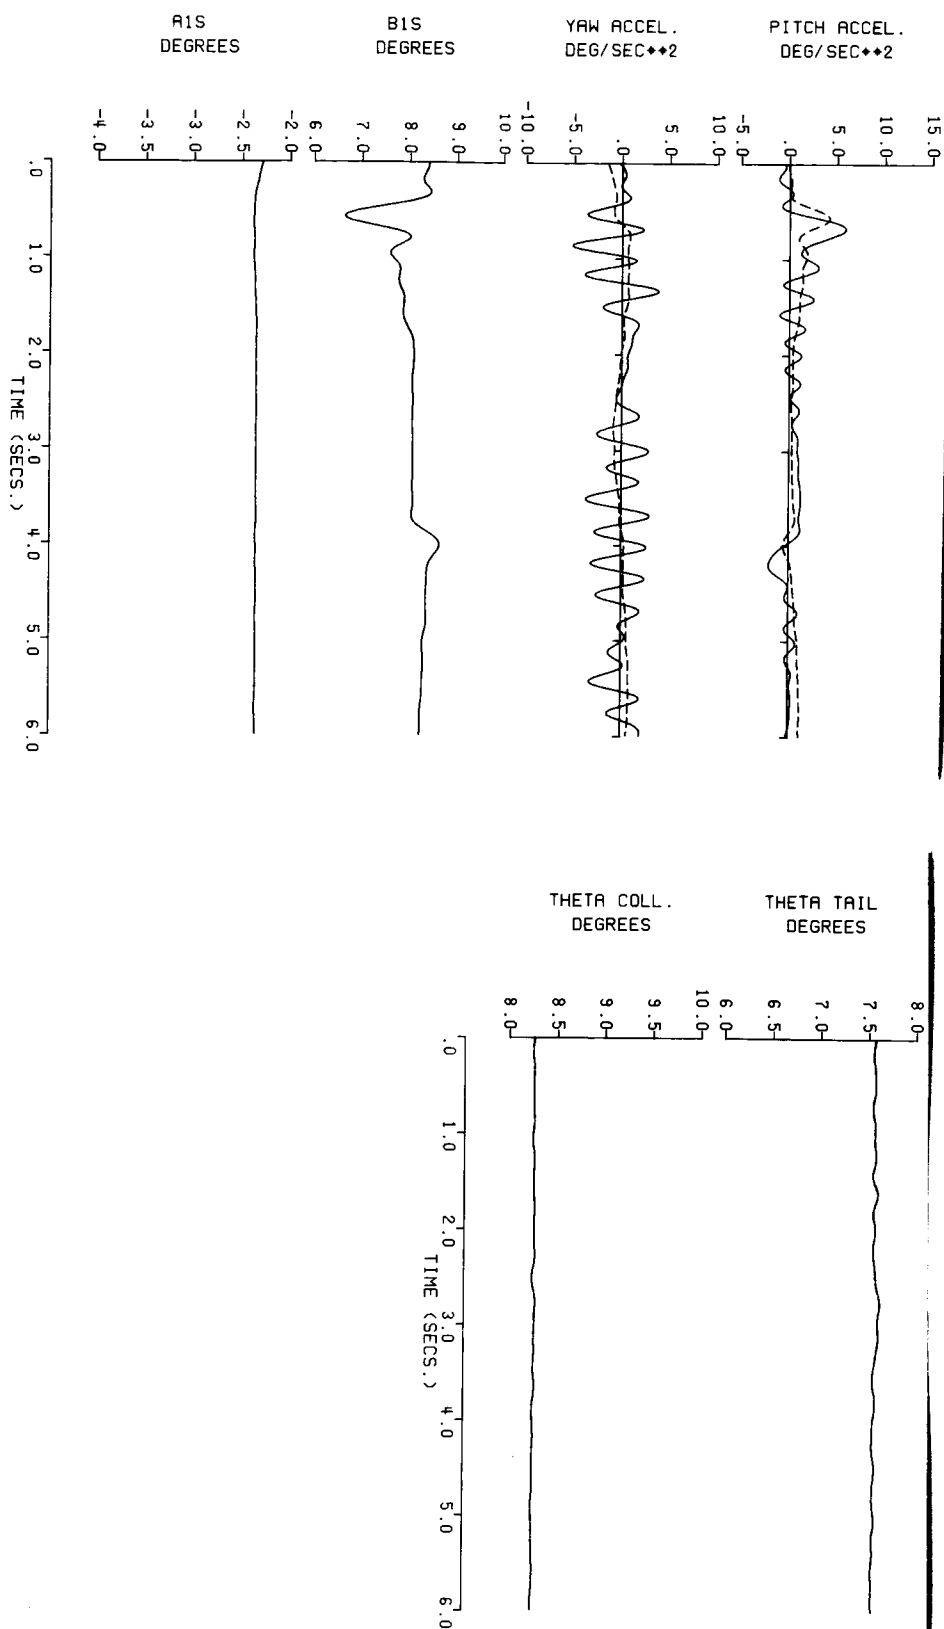 PITCH ACCEL.
DEG/SEC**2
15.0
10.0
5.0
.0
-5.0
YAW ACCEL.
DEG/SEC**2
10.0
5.0
.0
-5.0
-10.0
B1S
DEGREES
10.0
9.0
8.0
7.0
6.0
A1S
DEGREES
-2.0
-2.5
-3.0
-3.5
-4.0
.0 1.0 2.0 3.0 4.0 5.0 6.0
TIME (SECS.)
THETA TAIL
DEGREES
8.0
7.5
7.0
6.5
6.0
THETA COLL.
DEGREES
10.0
9.5
9.0
8.5
8.0
.0 1.0 2.0 3.0 4.0 5.0 6.0
TIME (SECS.)